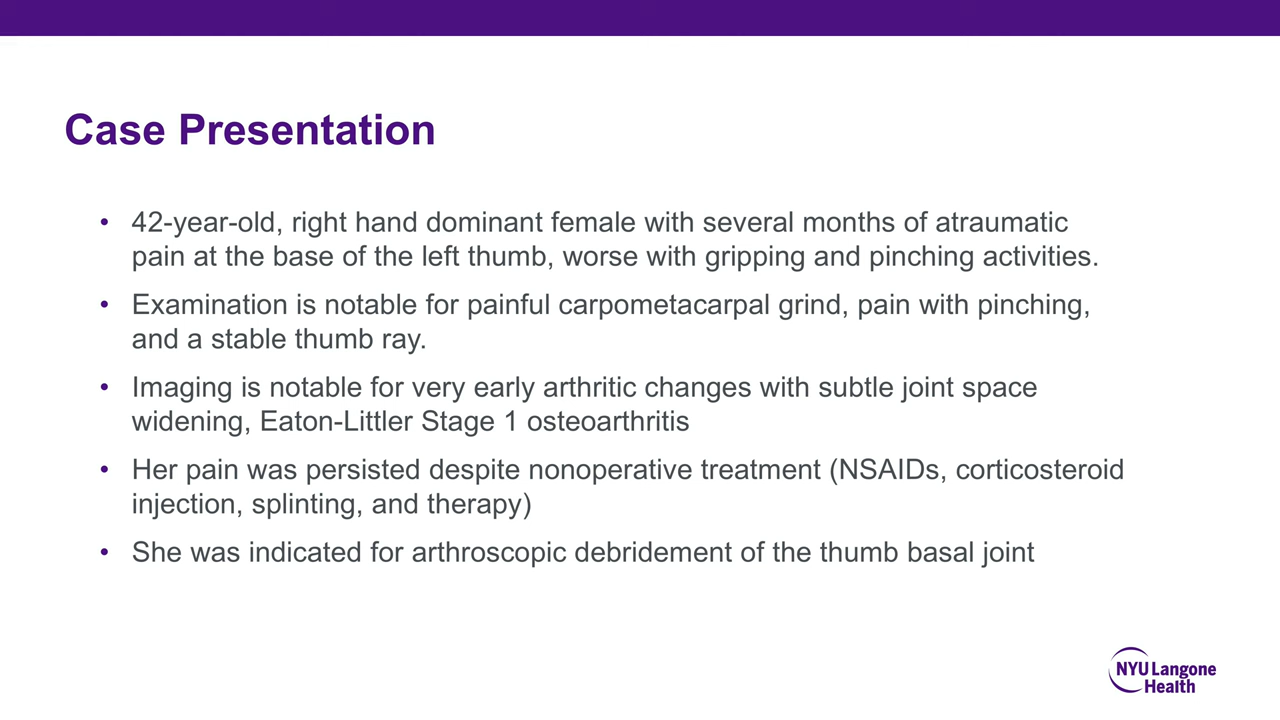 Case Presentation
• 42-year-old, right hand dominant female with several months of atraumatic
pain at the base of the left thumb, worse with gripping and pinching activities.
• Examination is notable for painful carpometacarpal grind, pain with pinching,
and a stable thumb ray.
• Imaging is notable for very early arthritic changes with subtle joint space
widening, Eaton-Littler Stage 1 osteoarthritis
• Her pain was persisted despite nonoperative treatment (NSAIDs, corticosteroid
injection, splinting, and therapy)
• She was indicated for arthroscopic debridement of the thumb basal joint
NYU Langone
Health